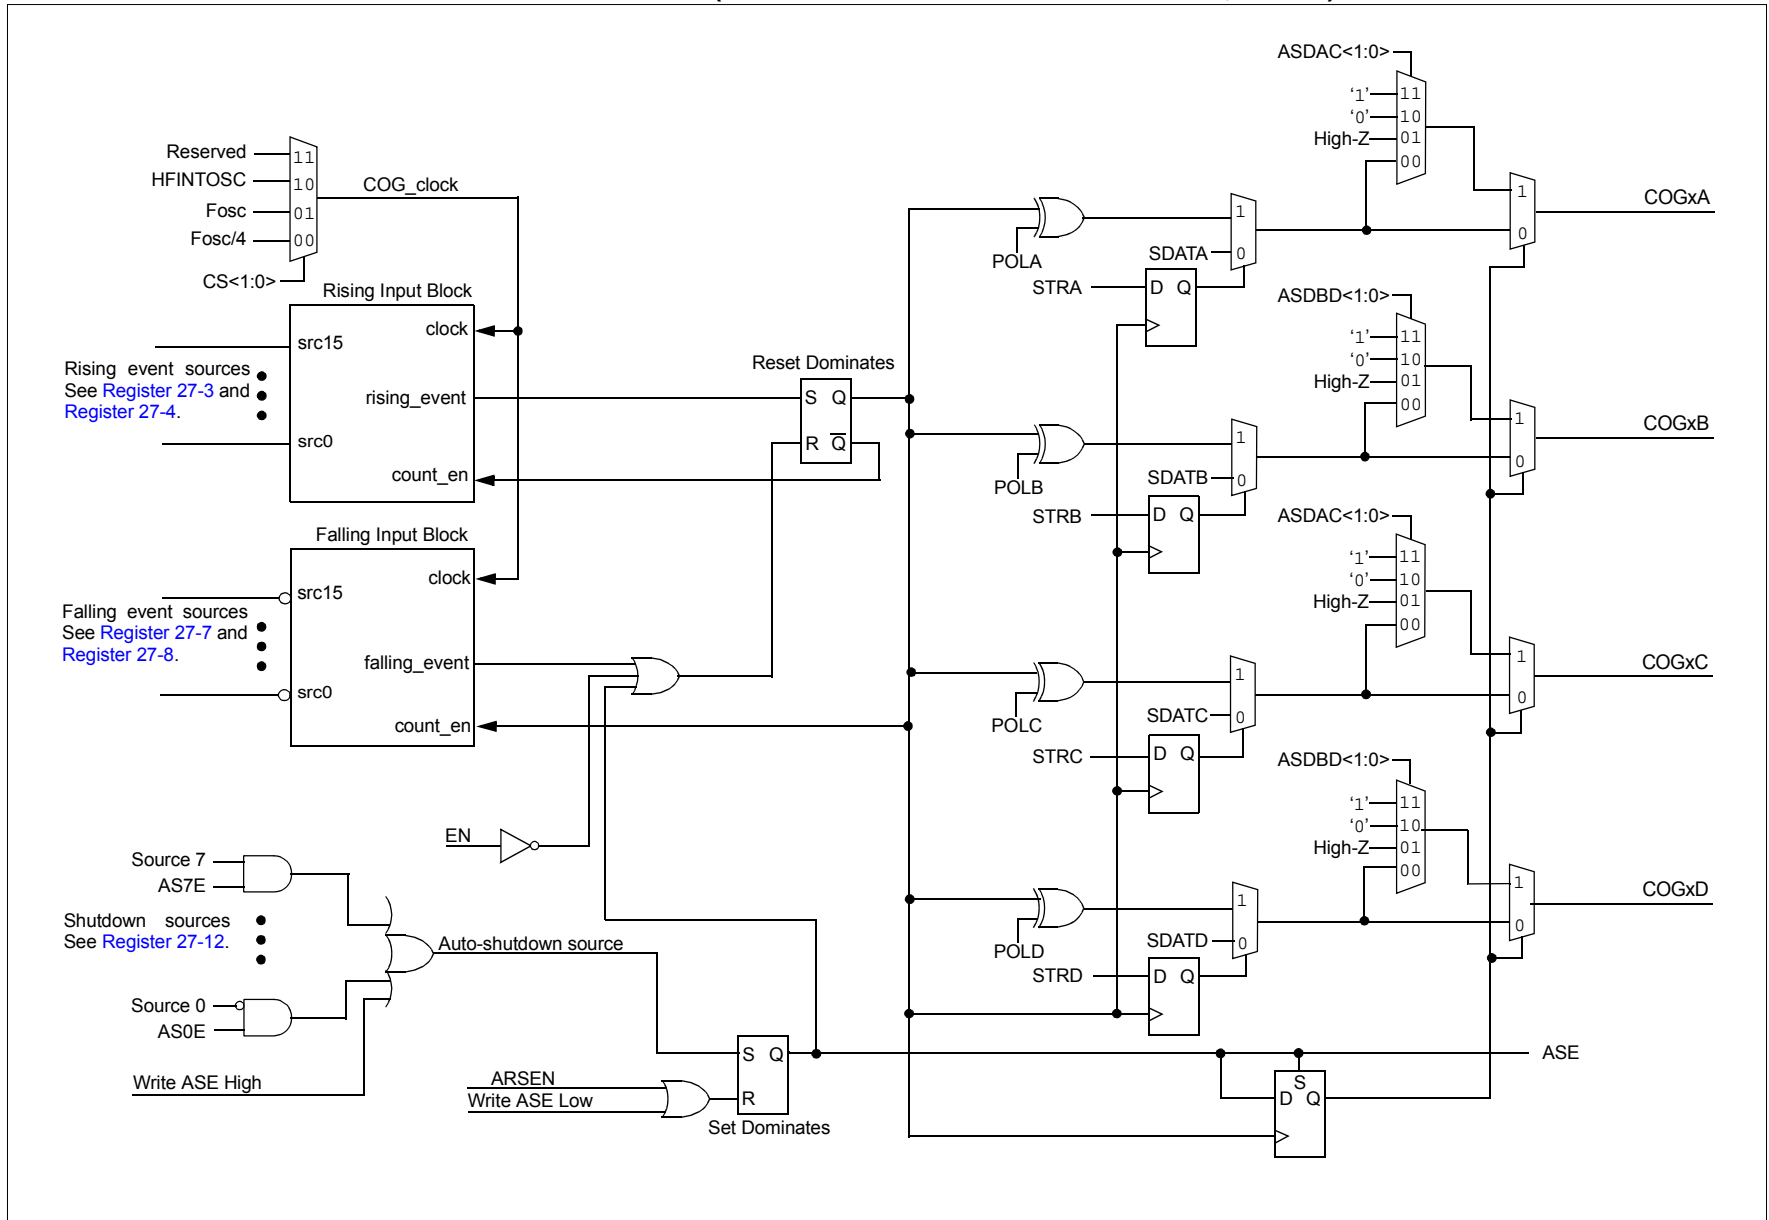 ASDAC<1:0>
‘1’ 11
‘0’ 10
High-Z 01
00
1
0
COGxA
Reserved 11
HFINTOSC 10
Fosc 01
Fosc/4 00
COG_clock
CS<1:0>
Rising Input Block
clock
src15
Rising event sources
See Register 27-3 and
Register 27-4.
rising_event
src0
count_en
Reset Dominates
S Q
R Q
POLA
SDATA
1
0
STRA
D Q
ASDBD<1:0>
‘1’ 11
‘0’ 10
High-Z 01
00
1
0
COGxB
POLB
SDATB
1
0
STRB
D Q
Falling Input Block
clock
src15
Falling event sources
See Register 27-7 and
Register 27-8.
falling_event
src0
count_en
ASDAC<1:0>
‘1’ 11
‘0’ 10
High-Z 01
00
1
0
COGxC
POLC
SDATC
1
0
STRC
D Q
EN
ASDBD<1:0>
‘1’ 11
‘0’ 10
High-Z 01
00
1
0
COGxD
POLD
SDATD
1
0
STRD
D Q
Source 7
AS7E
Shutdown sources
See Register 27-12.
Auto-shutdown source
Source 0
AS0E
Write ASE High
ARSEN
Write ASE Low
S Q
R
Set Dominates
ASE
S
D Q